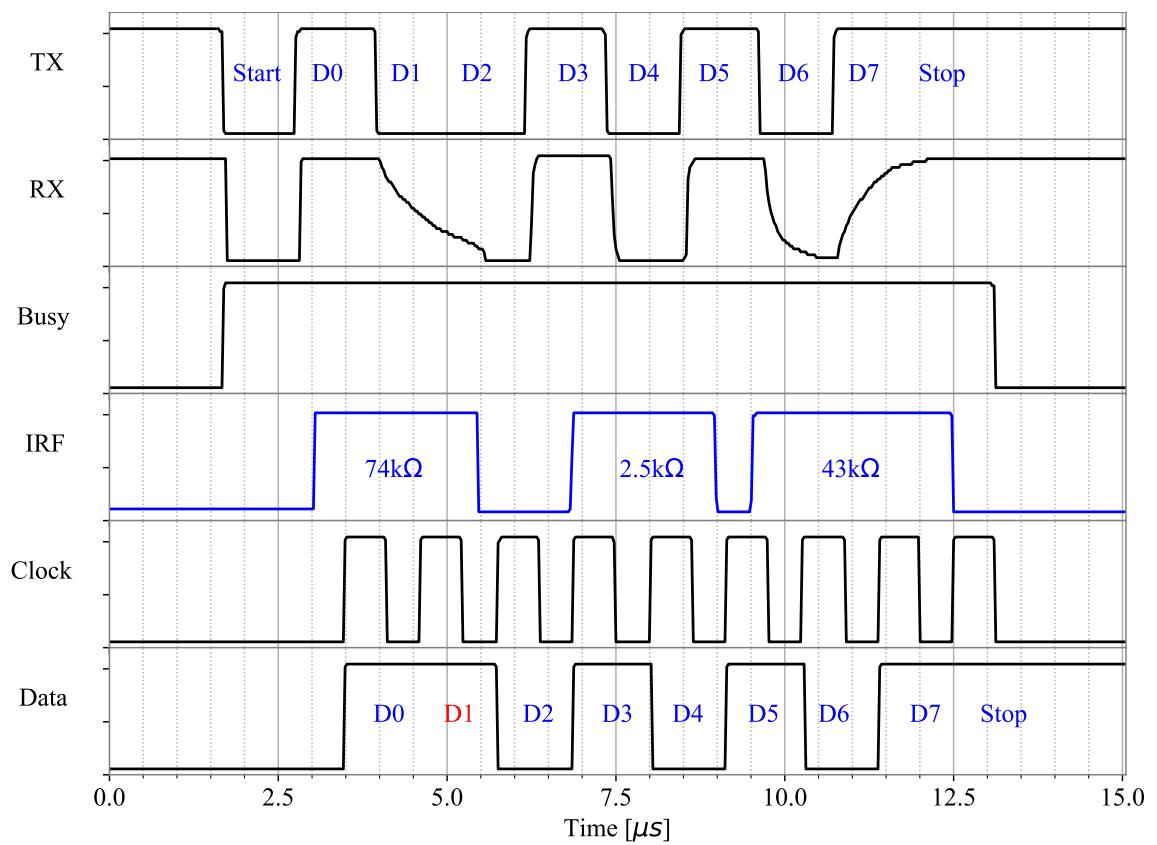 TX
Start D0 D1 D2 D3 D4 D5 D6 D7 Stop
RX
Busy
IRF
74kΩ 2.5kΩ 43kΩ
Clock
Data
D0 D1 D2 D3 D4 D5 D6 D7 Stop
0.0 2.5 5.0 7.5 10.0 12.5 15.0
Time [μs]